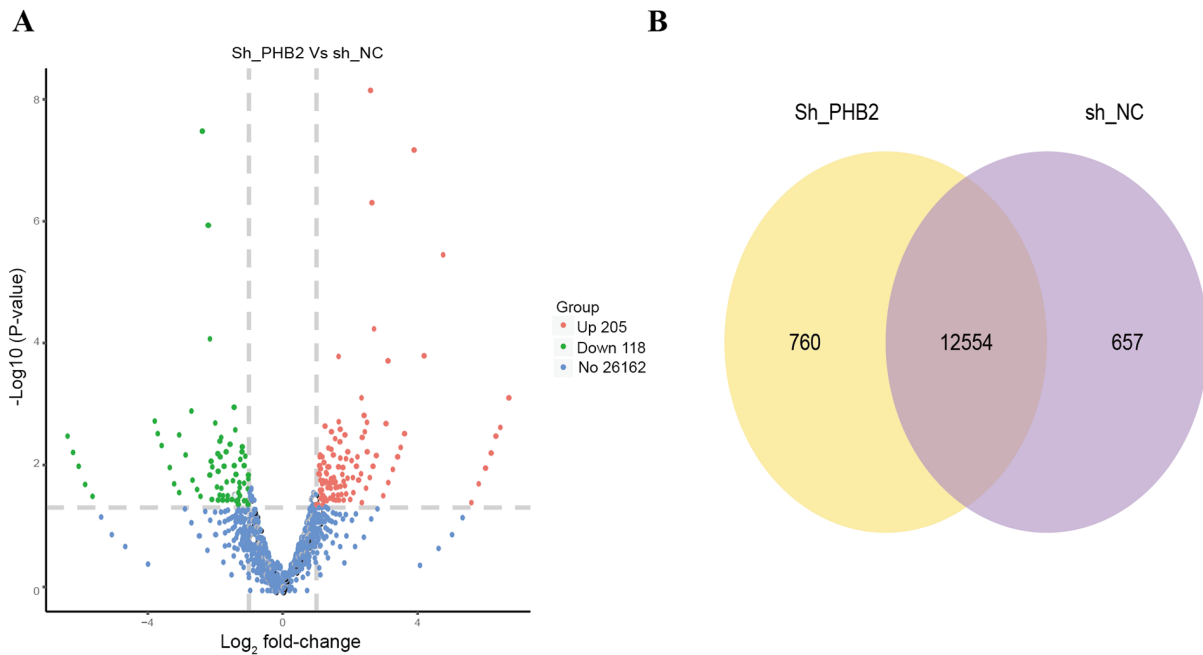 A
Sh_PHB2 Vs sh_NC
8
6
4
2
0
-4
0
4
-Log10 (P-value)
Log2 fold-change
Group
Up 205
Down 118
No 26162
B
Sh_PHB2
sh_NC
760
12554
657